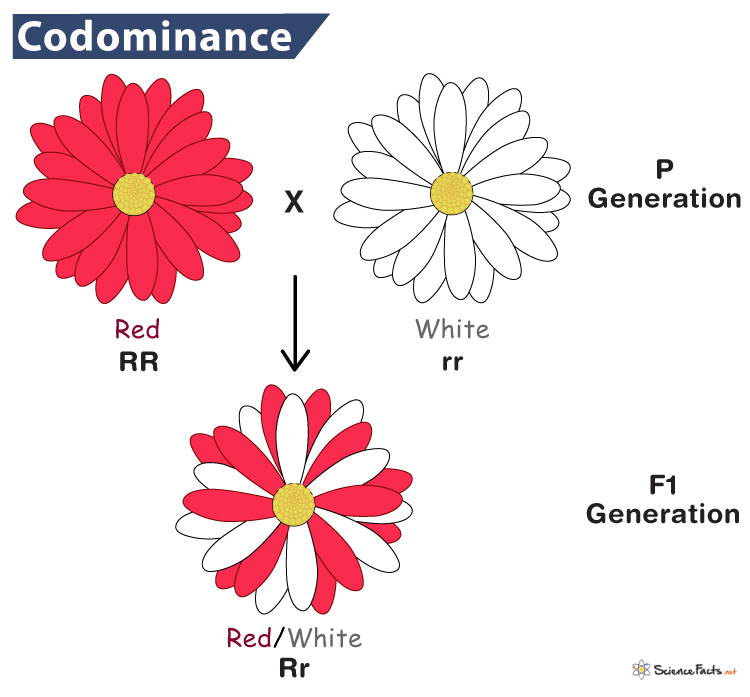 Codominance
X
P
Generation
Red
RR
White
rr
F1
Generation
Red/White
Rr
ScienceFacts.net